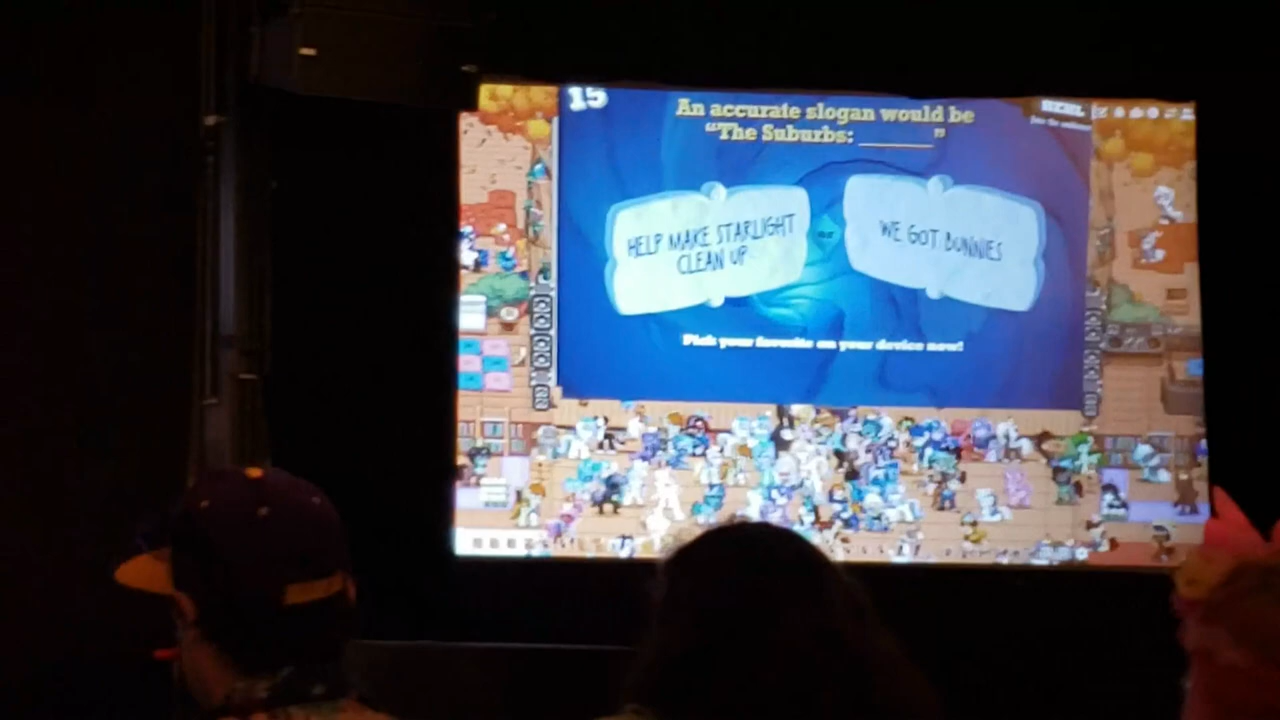 15
An accurate slogan would be
“The Suburbs: ______”
HELP MAKE STARLIGHT
CLEAN UP
or
WE GOT BUNNIES
Pick your favorite on your device now!